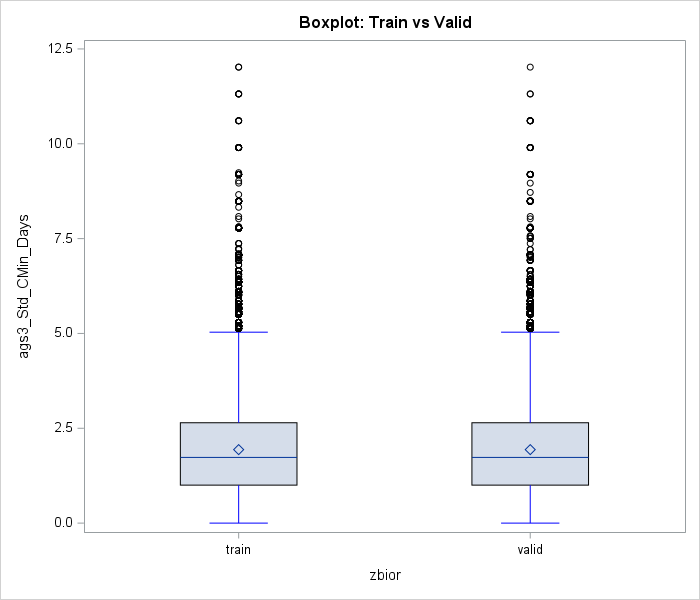 Boxplot: Train vs Valid
12.5
10.0
7.5
5.0
2.5
0.0
ags3_Std_CMin_Days
train
valid
zbior